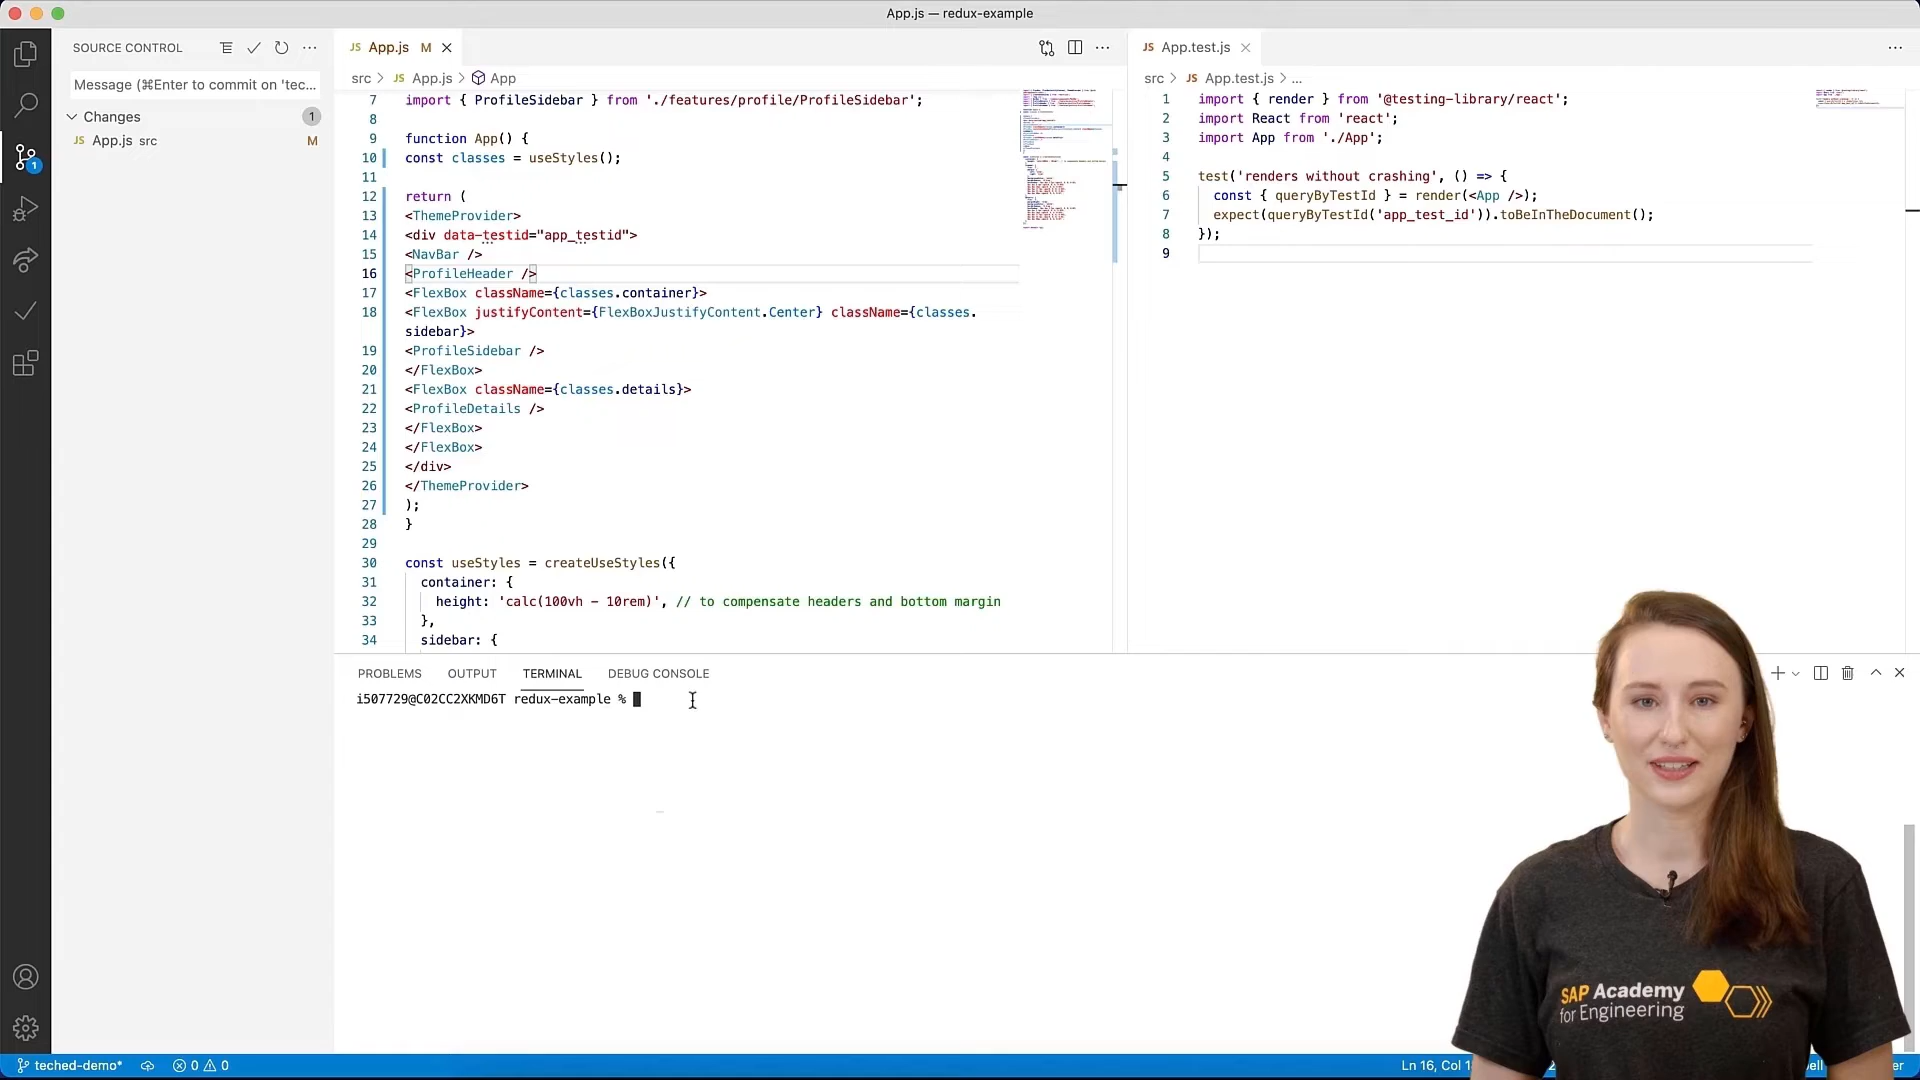 App.js — redux-example
SOURCE CONTROL
Message (⌘Enter to commit on 'tec...
Changes
1
JS App.js src
M
1
JS App.js M
src > JS App.js > App
7 import { ProfileSidebar } from './features/profile/ProfileSidebar';
8
9 function App() {
10 const classes = useStyles();
11
12 return (
13 <ThemeProvider>
14 <div data-testid="app_testid">
15 <NavBar />
16 <ProfileHeader />
17 <FlexBox className={classes.container}>
18 <FlexBox justifyContent={FlexBoxJustifyContent.Center} className={classes.
sidebar}>
19 <ProfileSidebar />
20 </FlexBox>
21 <FlexBox className={classes.details}>
22 <ProfileDetails />
23 </FlexBox>
24 </FlexBox>
25 </div>
26 </ThemeProvider>
27 );
28 }
29
30 const useStyles = createUseStyles({
31 container: {
32 height: 'calc(100vh - 10rem)', // to compensate headers and bottom margin
33 },
34 sidebar: {
JS App.test.js
src > JS App.test.js > ...
1 import { render } from '@testing-library/react';
2 import React from 'react';
3 import App from './App';
4
5 test('renders without crashing', () => {
6 const { queryByTestId } = render(<App />);
7 expect(queryByTestId('app_test_id')).toBeInTheDocument();
8 });
9
PROBLEMS OUTPUT TERMINAL DEBUG CONSOLE
i507729@C02CC2XKMD6T redux-example %
SAP Academy
for Engineering
teched-demo*
0 0
Ln 16, Col 1